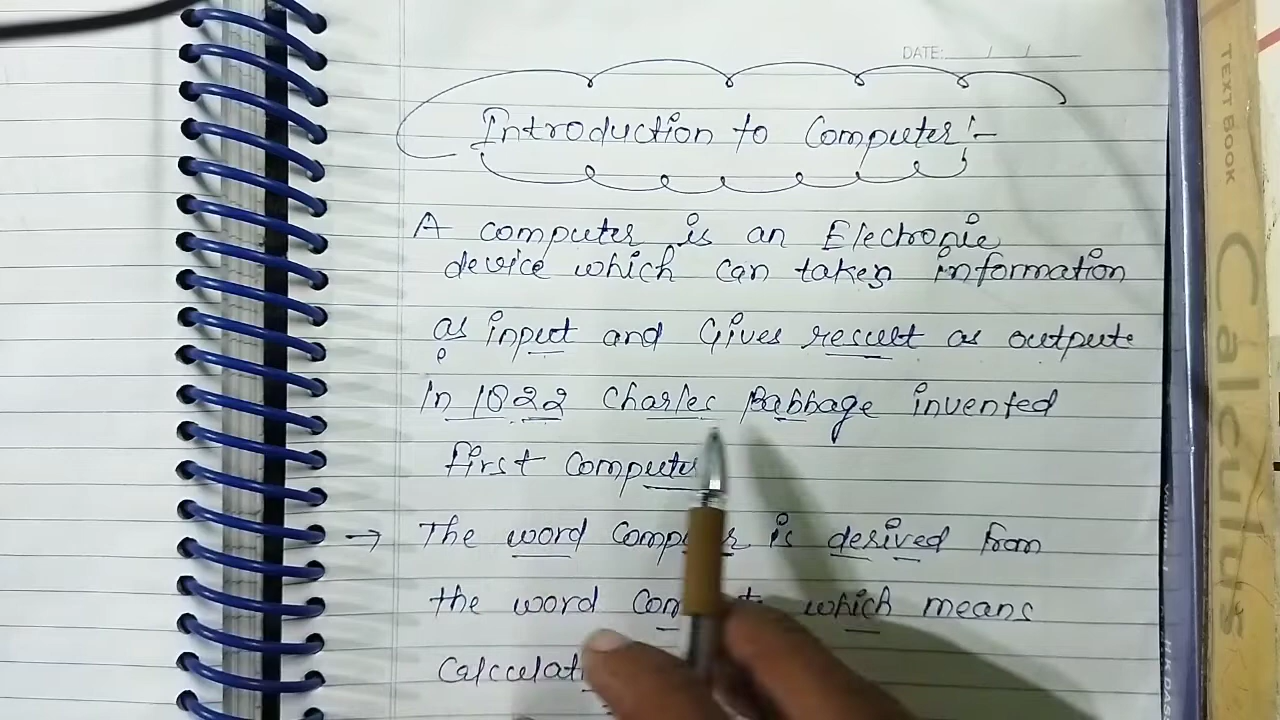 DATE: / /
Introduction to Computer:-
A computer is an Electronic
device which can takes information
as input and Gives result as outpute
In 1822 Charles Babbage invented
first Computer
→ The word Computer is derived from
the word which means
TEXT BOOK
Calculus